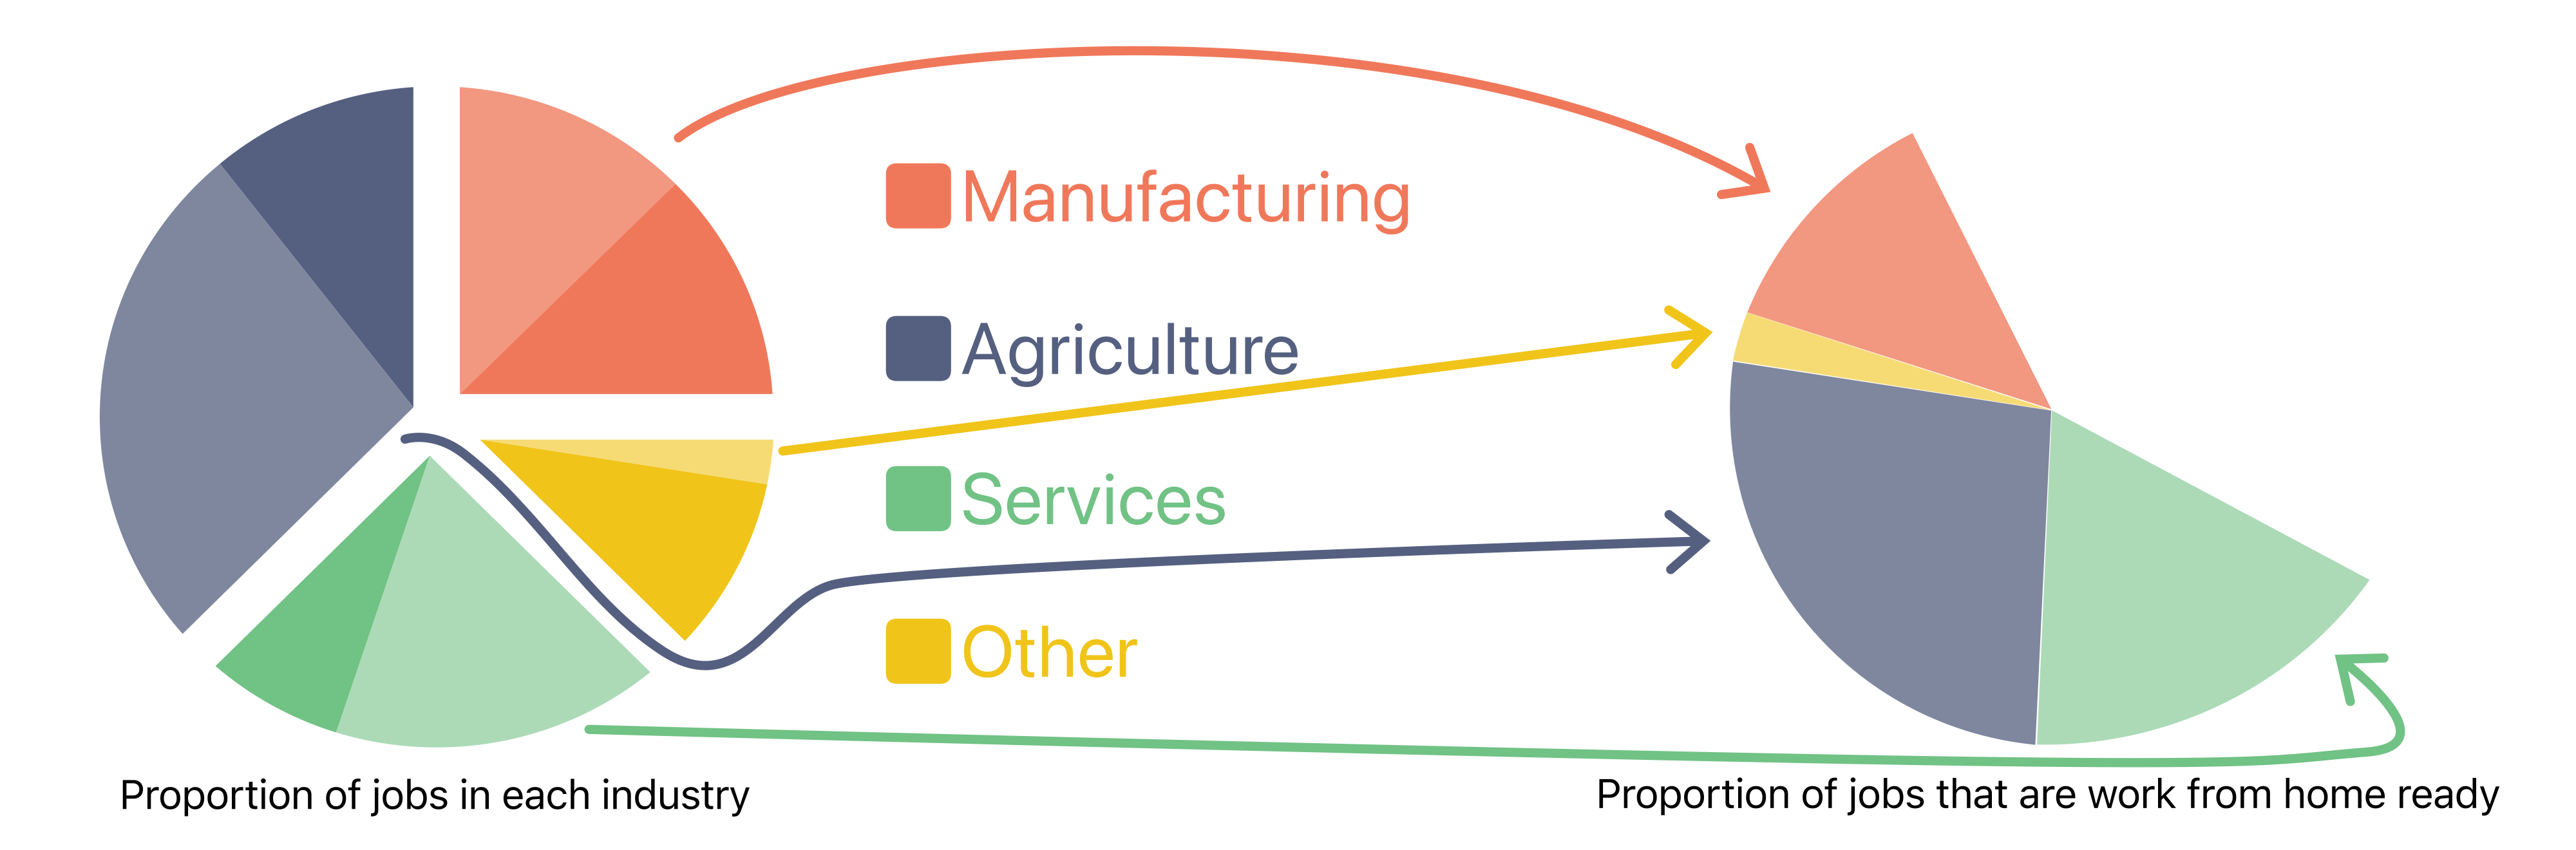 Manufacturing
Agriculture
Services
Other
Proportion of jobs in each industry
Proportion of jobs that are work from home ready